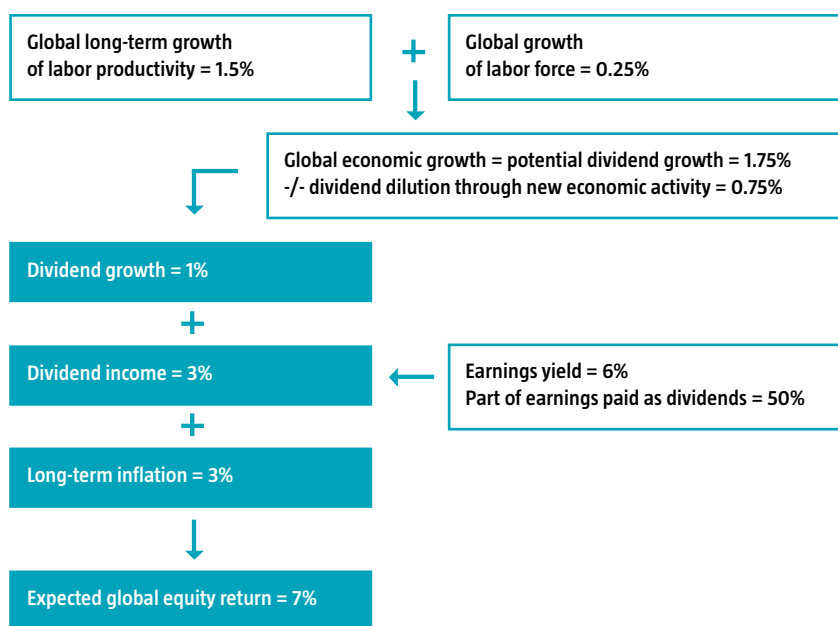 Global long-term growth
of labor productivity = 1.5%
+
Global growth
of labor force = 0.25%
Global economic growth = potential dividend growth = 1.75%
-/- dividend dilution through new economic activity = 0.75%
Dividend growth = 1%
+
Dividend income = 3%
Earnings yield = 6%
Part of earnings paid as dividends = 50%
+
Long-term inflation = 3%
Expected global equity return = 7%